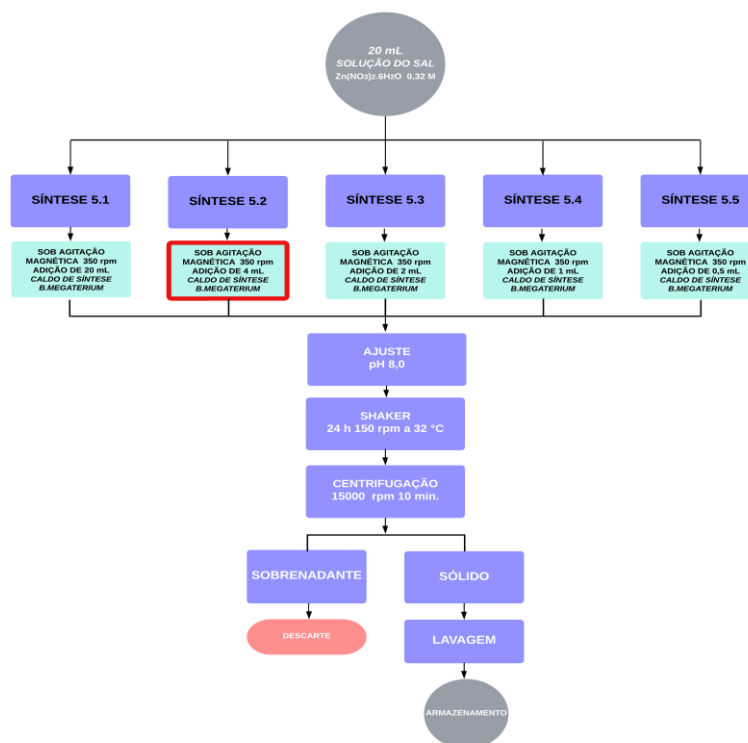 20 mL
SOLUÇÃO DO SAL
Zn(NO3)2.6H2O 0,32 M
SÍNTESE 5.1
SÍNTESE 5.2
SÍNTESE 5.3
SÍNTESE 5.4
SÍNTESE 5.5
SOB AGITAÇÃO
MAGNÉTICA 350 rpm
ADIÇÃO DE 20 mL
CALDO DE SÍNTESE
B.MEGATERIUM
SOB AGITAÇÃO
MAGNÉTICA 350 rpm
ADIÇÃO DE 4 mL
CALDO DE SÍNTESE
B.MEGATERIUM
SOB AGITAÇÃO
MAGNÉTICA 350 rpm
ADIÇÃO DE 2 mL
CALDO DE SÍNTESE
B.MEGATERIUM
SOB AGITAÇÃO
MAGNÉTICA 350 rpm
ADIÇÃO DE 1 mL
CALDO DE SÍNTESE
B.MEGATERIUM
SOB AGITAÇÃO
MAGNÉTICA 350 rpm
ADIÇÃO DE 0,5 mL
CALDO DE SÍNTESE
B.MEGATERIUM
AJUSTE
pH 8,0
SHAKER
24 h 150 rpm a 32 °C
CENTRIFUGAÇÃO
15000 rpm 10 min.
SOBRENADANTE
SÓLIDO
DESCARTE
LAVAGEM
ARMAZENAMENTO